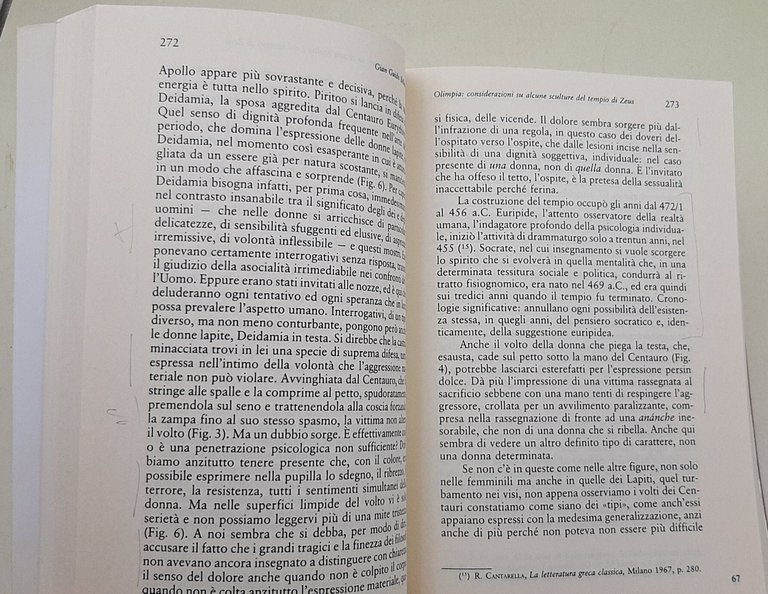 272
Gian Guido
Apollo appare più sovrastante e decisiva, perché la
energia è tutta nello spirito. Piritoo si lancia in
Deidamia, la sposa aggredita dal Centauro
Quel senso di dignità profonda frequente nell'arte
periodo, che domina l'espressione delle donne lapite,
Deidamia, nel momento così esasperante in cui è
gliata da un essere già per natura scostante, si
in un modo che affascina e sorprende (Fig. 6). Per
Deidamia bisogna infatti, per prima cosa,
nel contrasto insanabile tra il significato degli dei e
uomini — che nelle donne si arricchisce di
delicatezze, di sensibilità sfuggenti ed elusive, di
irremissive, di volontà inflessibile — e questi mostri.
ponevano certamente interrogativi senza risposta,
il giudizio della asocialità irrimediabile nei confronti
l'Uomo. Eppure erano stati invitati alle nozze, ed è
deluderanno ogni tentativo ed ogni speranza che in
possa prevalere l'aspetto umano. Interrogativi, di un
diverso, ma non meno conturbante, pongono però
le donne lapite, Deidamia in testa. Si direbbe che la
minacciata trovi in lei una specie di suprema difesa,
espressa nell'intimo della volontà che l'aggressione
teriale non può violare. Avvinghiata dal Centauro, che
stringe alle spalle e la comprime al petto, spudoratamente
premendola sul seno e trattenendola alla coscia
la zampa fino al suo stesso spasmo, la vittima non
il volto (Fig. 3). Ma un dubbio sorge. È effettivamente
o è una penetrazione psicologica non sufficiente?
biamo anzitutto tenere presente che, con il colore,
possibile esprimere nella pupilla lo sdegno, il ribrezzo,
terrore, la resistenza, tutti i sentimenti simultanei
donna. Ma nelle superfici limpide del volto vi è
serietà e non possiamo leggervi più di una mite
(Fig. 6). A noi sembra che si debba, per modo di
accusare il fatto che i grandi tragici e la finezza dei
non avevano ancora insegnato a distinguere con
il senso del dolore anche quando non è colpito il
quando non è colta anzitutto l'espressione materiale,
Olimpia: considerazioni su alcune sculture del tempio di Zeus
273
si fisica, delle vicende. Il dolore sembra sorgere più dal-
l'infrazione di una regola, in questo caso dei doveri del-
l'ospitato verso l'ospite, che dalle lesioni incise nella sen-
sibilità di una dignità soggettiva, individuale: nel caso
presente di una donna, non di quella donna. È l'invitato
che ha offeso il tetto, l'ospite, è la pretesa della sessualità
inaccettabile perché ferina.
La costruzione del tempio occupò gli anni dal 472/1
al 456 a.C. Euripide, l'attento osservatore della realtà
umana, l'indagatore profondo della psicologia individua-
le, iniziò l'attività di drammaturgo solo a trentun anni, nel
455 (¹⁵). Socrate, nel cui insegnamento si vuole scorgere
lo spirito che si evolverà in quella mentalità che, in una
determinata tessitura sociale e politica, condurrà al ri-
tratto fisiognomico, era nato nel 469 a.C., ed era quindi
sui tredici anni quando il tempio fu terminato. Crono-
logie significative: annullano ogni possibilità dell'esisten-
za stessa, in quegli anni, del pensiero socratico e, iden-
ticamente, della suggestione euripidea.
Anche il volto della donna che piega la testa, che,
esausta, cade sul petto sotto la mano del Centauro (Fig.
4), potrebbe lasciarci esterefatti per l'espressione persin
dolce. Dà più l'impressione di una vittima rassegnata al
sacrificio sebbene con una mano tenti di respingere l'ag-
gressore, crollata per un avvilimento paralizzante, com-
presa nella rassegnazione di fronte ad una anánche ine-
sorabile, che non di una donna che si ribella. Anche qui
sembra di vedere un altro definito tipo di carattere, non
una donna determinata.
Se non c'è in queste come nelle altre figure, non solo
nelle femminili ma anche in quelle dei Lapiti, quel tur-
bamento nei visi, non appena osserviamo i volti dei Cen-
tauri constatiamo come siano dei «tipi», come anch'essi
appaiano espressi con la medesima generalizzazione, anzi
anche di più perché non poteva non essere più difficile
(¹⁵) R. CANTARELLA, La letteratura greca classica, Milano 1967, p. 280.
67